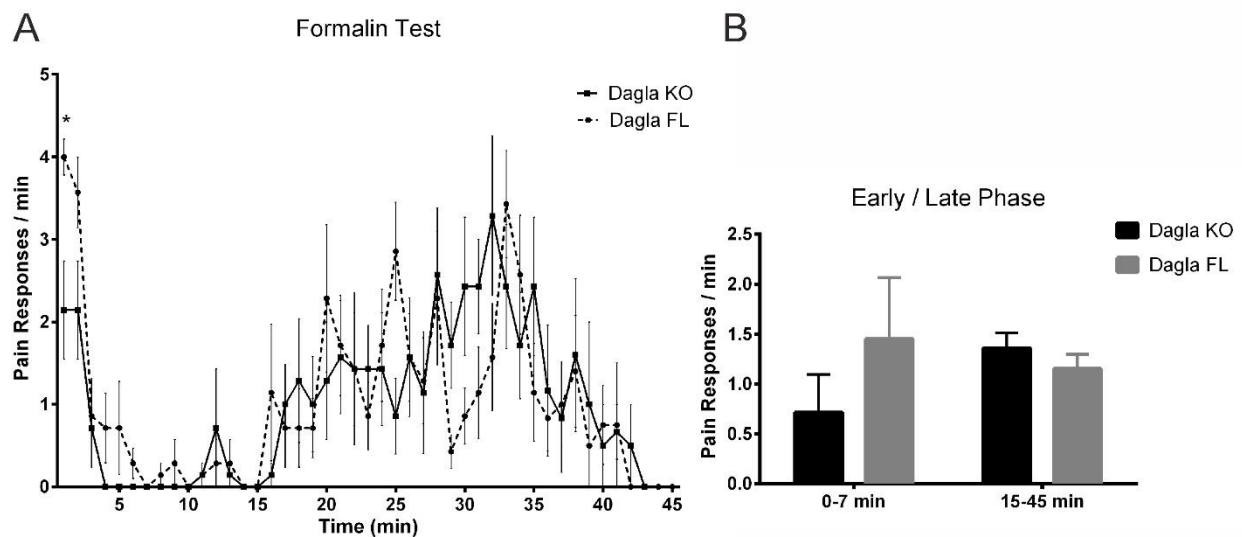 A
Formalin Test
Pain Responses / min
5
4
3
2
1
0
*
Dagla KO
Dagla FL
5
10
15
20
25
30
35
40
45
Time (min)
B
Early / Late Phase
Pain Responses / min
2.5
2.0
1.5
1.0
0.5
0.0
Dagla KO
Dagla FL
0-7 min
15-45 min